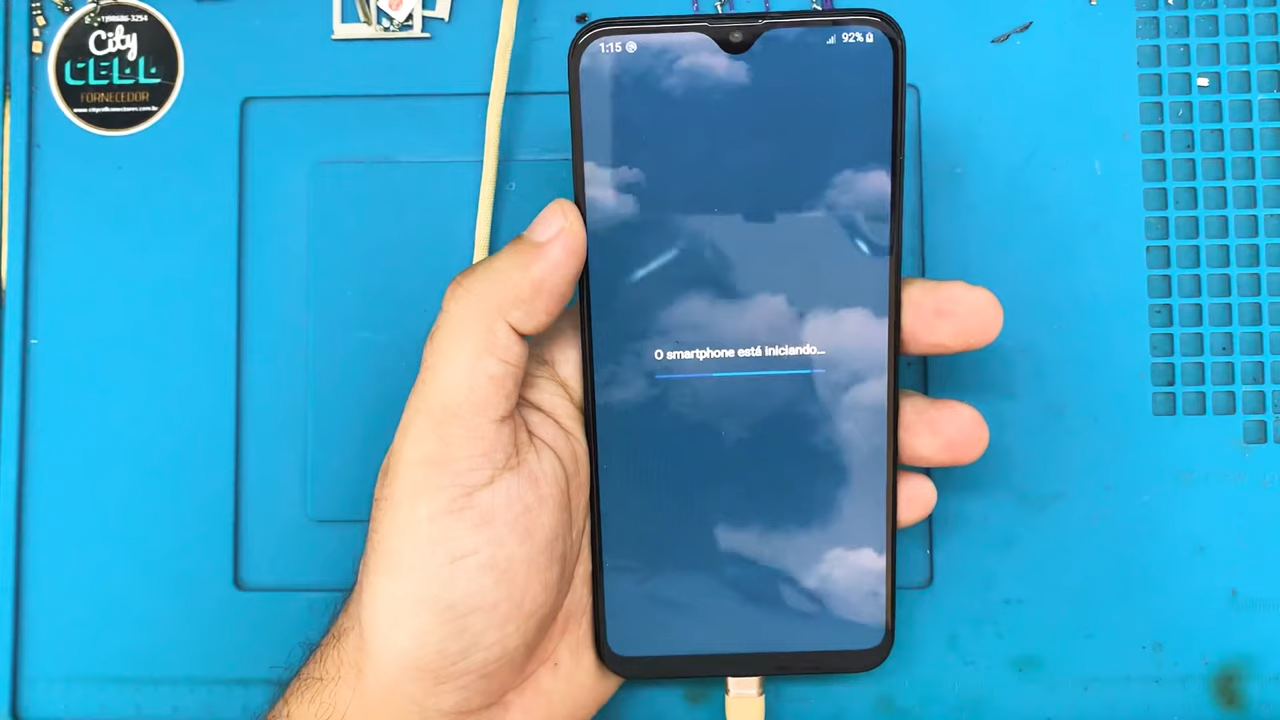 City
CELL
FORNECEDOR
1:15
92%
O smartphone está iniciando...